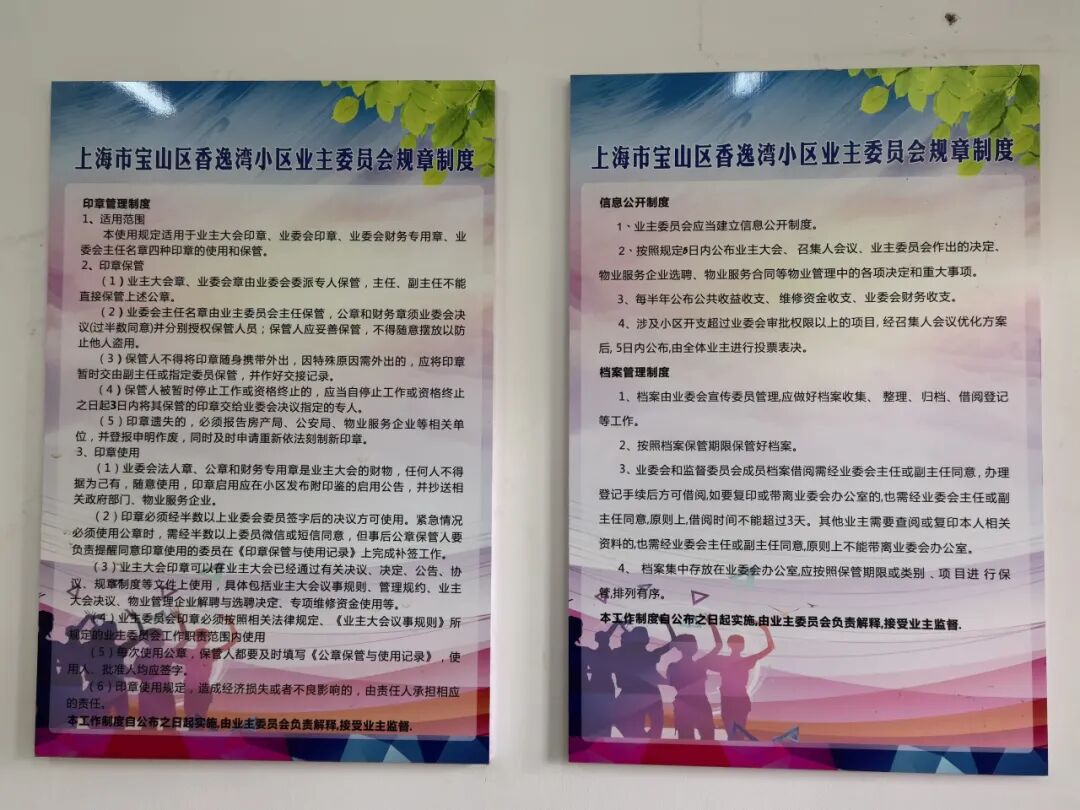 上海市宝山区香逸湾小区业主委员会规章制度
印章管理制度
1、适用范围
本使用规定适用于业主大会印章、业委会印章、业委会财务专用章、业
委会主任名章四种印章的使用和保管。
2、印章保管
（1）业主大会章、业委会章由业委会委派专人保管，主任、副主任不能
直接保管上述公章。
（2）业委会主任名章由业主委员会主任保管，公章和财务章须业委会决
议(过半数同意)并分别授权保管人员；保管人应妥善保管，不得随意摆放以防
止他人盗用。
（3）保管人不得将印章随身携带外出，因特殊原因需外出的，应将印章
暂时交由副主任或指定委员保管，并作好交接记录。
（4）保管人被暂时停止工作或资格终止的，应当自停止工作或资格终止
之日起3日内将其保管的印章交给业委会决议指定的专人。
（5）印章遗失的，必须报告房产局、公安局、物业服务企业等相关单
位，并登报申明作废，同时及时申请重新依法刻制新印章。
3、印章使用
（1）业委会法人章、公章和财务专用章是业主大会的财物，任何人不得
据为己有，随意使用，印章启用应在小区发布附印鉴的启用公告，并抄送相
关政府部门、物业服务企业。
（2）印章必须经半数以上业委会委员签字后的决议方可使用。紧急情况
必须使用公章时，需经半数以上委员微信或短信同意，但事后公章保管人要
负责提醒同意印章使用的委员在《印章保管与使用记录》上完成补签工作。
（3）业主大会印章可以在业主大会已经通过有关决议、决定、公告、协
议、规章制度等文件上使用，具体包括业主大会议事规则、管理规约、业主
大会决议、物业管理企业解聘与选聘决定、专项维修资金使用等。
（4）业主委员会印章必须按照相关法律规定、《业主大会议事规则》所
规定的业主委员会工作职责范围内使用
（5）每次使用公章，保管人都要及时填写《公章保管与使用记录》，使
用人、批准人均应签字。
（6）印章使用规定，造成经济损失或者不良影响的，由责任人承担相应
的责任。
本工作制度自公布之日起实施,由业主委员会负责解释,接受业主监督.
上海市宝山区香逸湾小区业主委员会规章制度
信息公开制度
1、业主委员会应当建立信息公开制度。
2、按照规定日内公布业主大会、召集人会议、业主委员会作出的决定、
物业服务企业选聘、物业服务合同等物业管理中的各项决定和重大事项。
3、每半年公布公共收益收支、维修资金收支、业委会财务收支。
4、涉及小区开支超过业委会审批权限以上的项目,经召集人会议优化方案
后,5日内公布,由全体业主进行投票表决。
档案管理制度
1、档案由业委会宣传委员管理,应做好档案收集、整理、归档、借阅登记
等工作。
2、按照档案保管期限保管好档案。
3、业委会和监督委员会成员档案借阅需经业委会主任或副主任同意,办理
登记手续后方可借阅,如要复印或带离业委会办公室的,也需经业委会主任或副
主任同意,原则上,借阅时间不能超过3天。其他业主需要查阅或复印本人相关
资料的,也需经业委会主任或副主任同意,原则上不能带离业委会办公室。
4、档案集中存放在业委会办公室,应按照保管期限或类别、项目进行保
管,排列有序。
本工作制度自公布之日起实施,由业主委员会负责解释,接受业主监督.